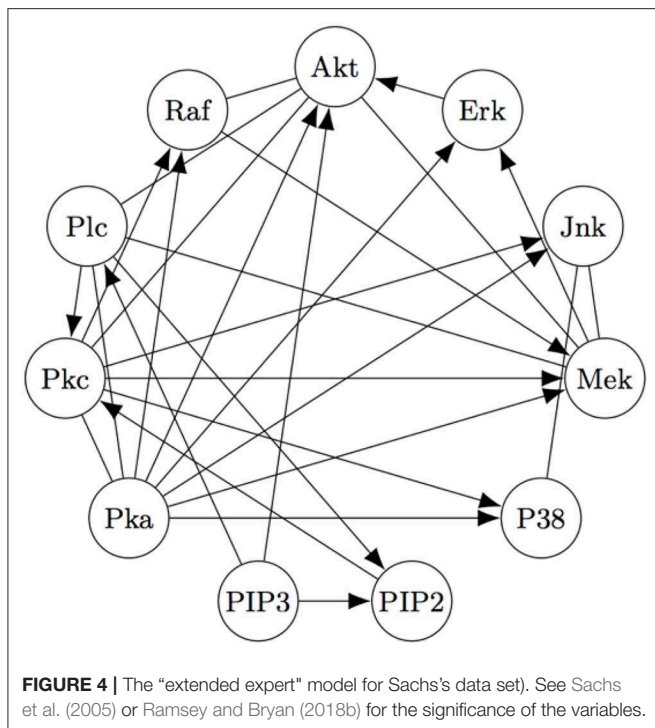 Akt
Raf
Erk
Plc
Jnk
Pkc
Mek
Pka
P38
PIP3
PIP2
FIGURE 4 | The “extended expert" model for Sachs’s data set). See Sachs
et al. (2005) or Ramsey and Bryan (2018b) for the significance of the variables.